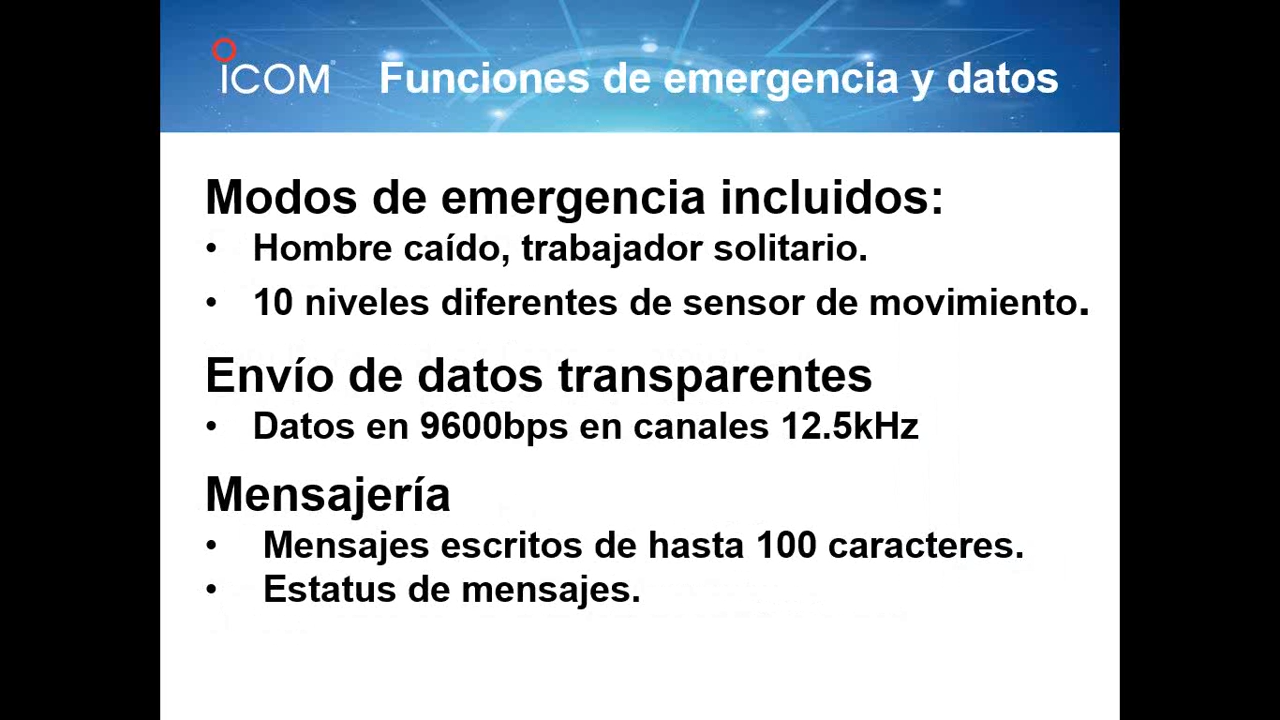 ICOM
Funciones de emergencia y datos
Modos de emergencia incluidos:
• Hombre caído, trabajador solitario.
• 10 niveles diferentes de sensor de movimiento.
Envío de datos transparentes
• Datos en 9600bps en canales 12.5kHz
Mensajería
• Mensajes escritos de hasta 100 caracteres.
• Estatus de mensajes.